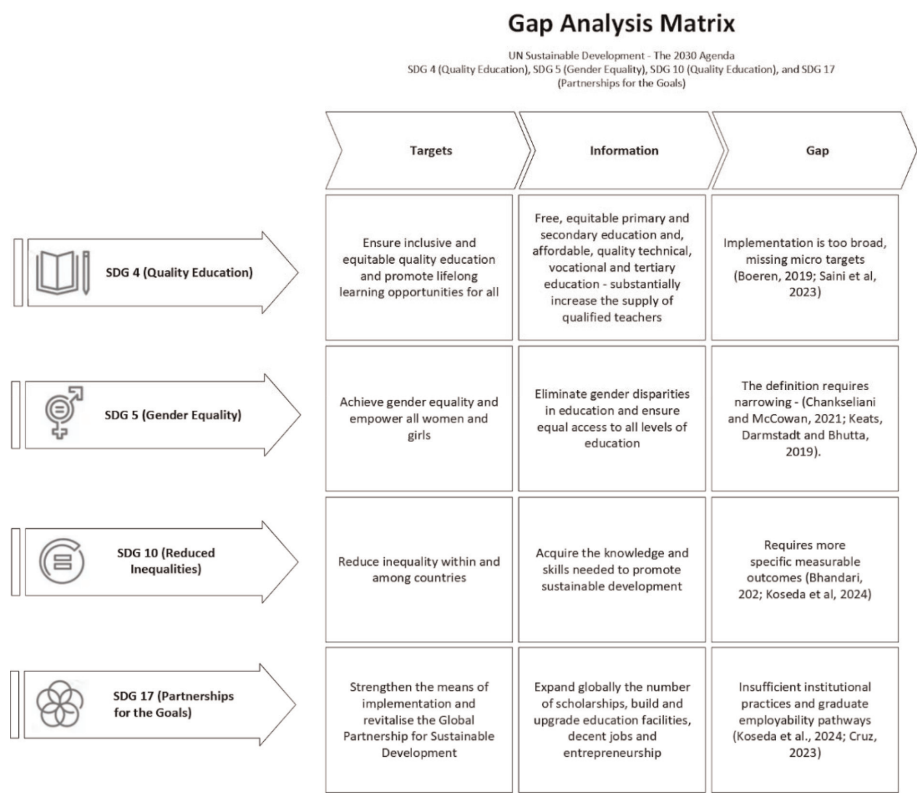 Gap Analysis Matrix
UN Sustainable Development - The 2030 Agenda
SDG 4 (Quality Education), SDG 5 (Gender Equality), SDG 10 (Quality Education), and SDG 17
(Partnerships for the Goals)
Targets
Information
Gap
SDG 4 (Quality Education)
Ensure inclusive and
equitable quality education
and promote lifelong
learning opportunities for all
Free, equitable primary and
secondary education and,
affordable, quality technical,
vocational and tertiary
education - substantially
increase the supply of
qualified teachers
Implementation is too broad,
missing micro targets
(Boeren, 2019; Saini et al,
2023)
SDG 5 (Gender Equality)
Achieve gender equality and
empower all women and
girls
Eliminate gender disparities
in education and ensure
equal access to all levels of
education
The definition requires
narrowing - (Chankseliani
and McCowan, 2021; Keats,
Darmstadt and Bhutta,
2019).
SDG 10 (Reduced
Inequalities)
Reduce inequality within and
among countries
Acquire the knowledge and
skills needed to promote
sustainable development
Requires more
specific measurable
outcomes (Bhandari,
202; Koseda et al, 2024)
SDG 17 (Partnerships
for the Goals)
Strengthen the means of
implementation and
revitalise the Global
Partnership for Sustainable
Development
Expand globally the number
of scholarships, build and
upgrade education facilities,
decent jobs and
entrepreneurship
Insufficient institutional
practices and graduate
employability pathways
(Koseda et al., 2024; Cruz,
2023)